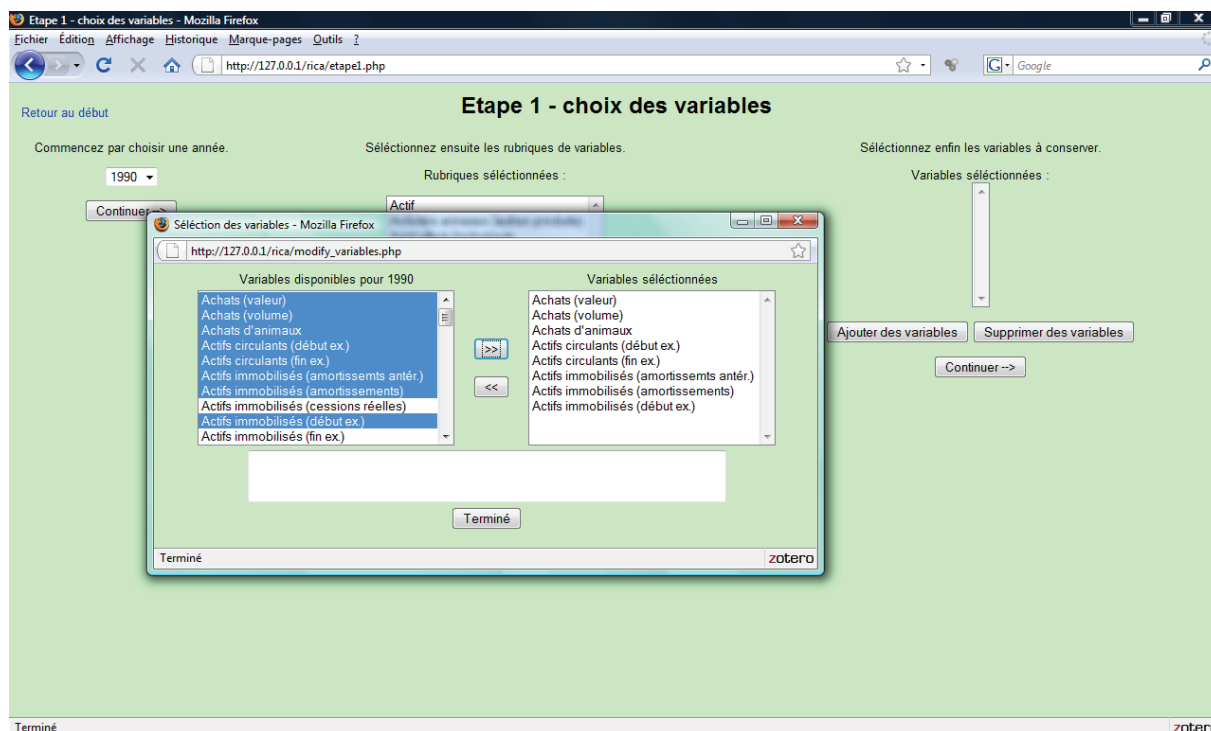 Etape 1 - choix des variables - Mozilla Firefox
Fichier Édition Affichage Historique Marque-pages Outils ?
http://127.0.0.1/rica/etape1.php
G Google
Retour au début
Etape 1 - choix des variables
Commencez par choisir une année.
1990
Continuer -->
Séléctionnez ensuite les rubriques de variables.
Rubriques séléctionnées :
Actif
Séléctionnez enfin les variables à conserver.
Variables séléctionnées :
Ajouter des variables Supprimer des variables
Continuer -->
Séléction des variables - Mozilla Firefox
http://127.0.0.1/rica/modify_variables.php
Variables disponibles pour 1990
Achats (valeur)
Achats (volume)
Achats d'animaux
Actifs circulants (début ex.)
Actifs circulants (fin ex.)
Actifs immobilisés (amortissemts antér.)
Actifs immobilisés (amortissements)
Actifs immobilisés (cessions réelles)
Actifs immobilisés (début ex.)
Actifs immobilisés (fin ex.)
>>
<<
Variables séléctionnées
Achats (valeur)
Achats (volume)
Achats d'animaux
Actifs circulants (début ex.)
Actifs circulants (fin ex.)
Actifs immobilisés (amortissemts antér.)
Actifs immobilisés (amortissements)
Actifs immobilisés (début ex.)
Terminé
Terminé
zotero
Terminé
zoter